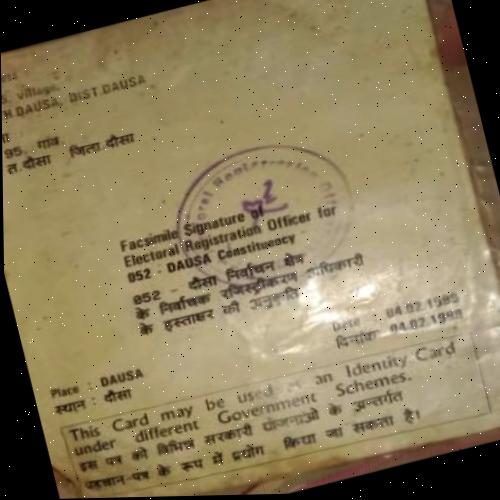 S, Village,
DAUSA, DIST.DAUSA
95, गाव
त.दौसा जिला दौसा
Facsimile Signature of
Electoral Registration Officer for
052 - DAUSA Constituency
052 - दौसा निर्वाचन क्षेत्र
के निर्वाचक रजिस्ट्रीकरण अधिकारी
के हस्ताक्षर की अनुकृति
Date : 04.02.1995
दिनांक 04.02.1995
Place : DAUSA
स्थान : दौसा
This Card may be used as an Identity Card
under different Government Schemes.
इस पत्र को विभिन्न सरकारी योजनाओं के अन्तर्गत
पहचान-पत्र के रूप में प्रयोग किया जा सकता है।